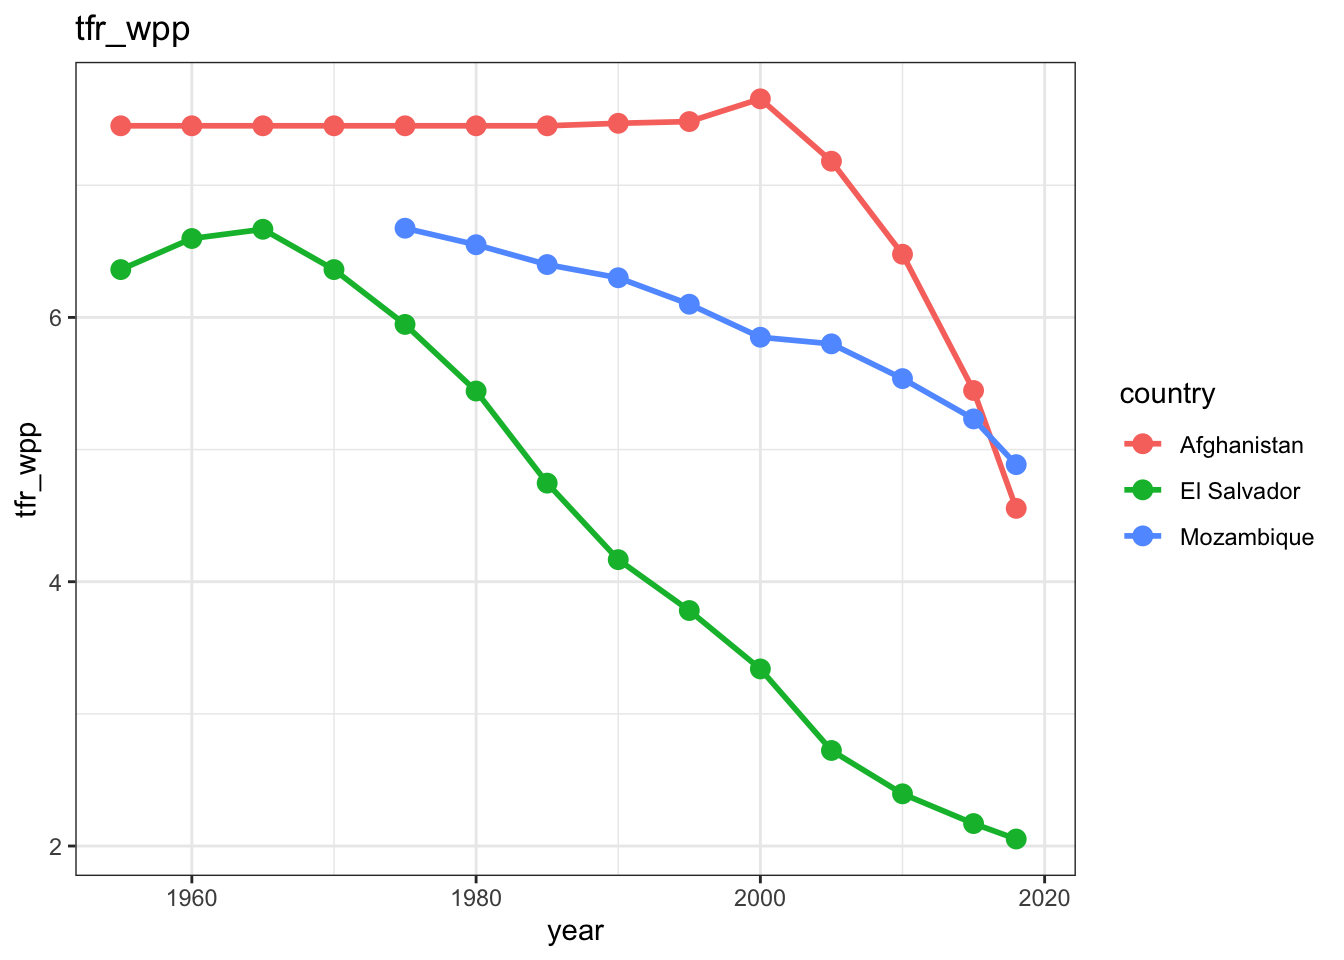 tfr_wpp
6
4
2
tfr_wpp
1960
1980
2000
2020
year
country
Afghanistan
El Salvador
Mozambique